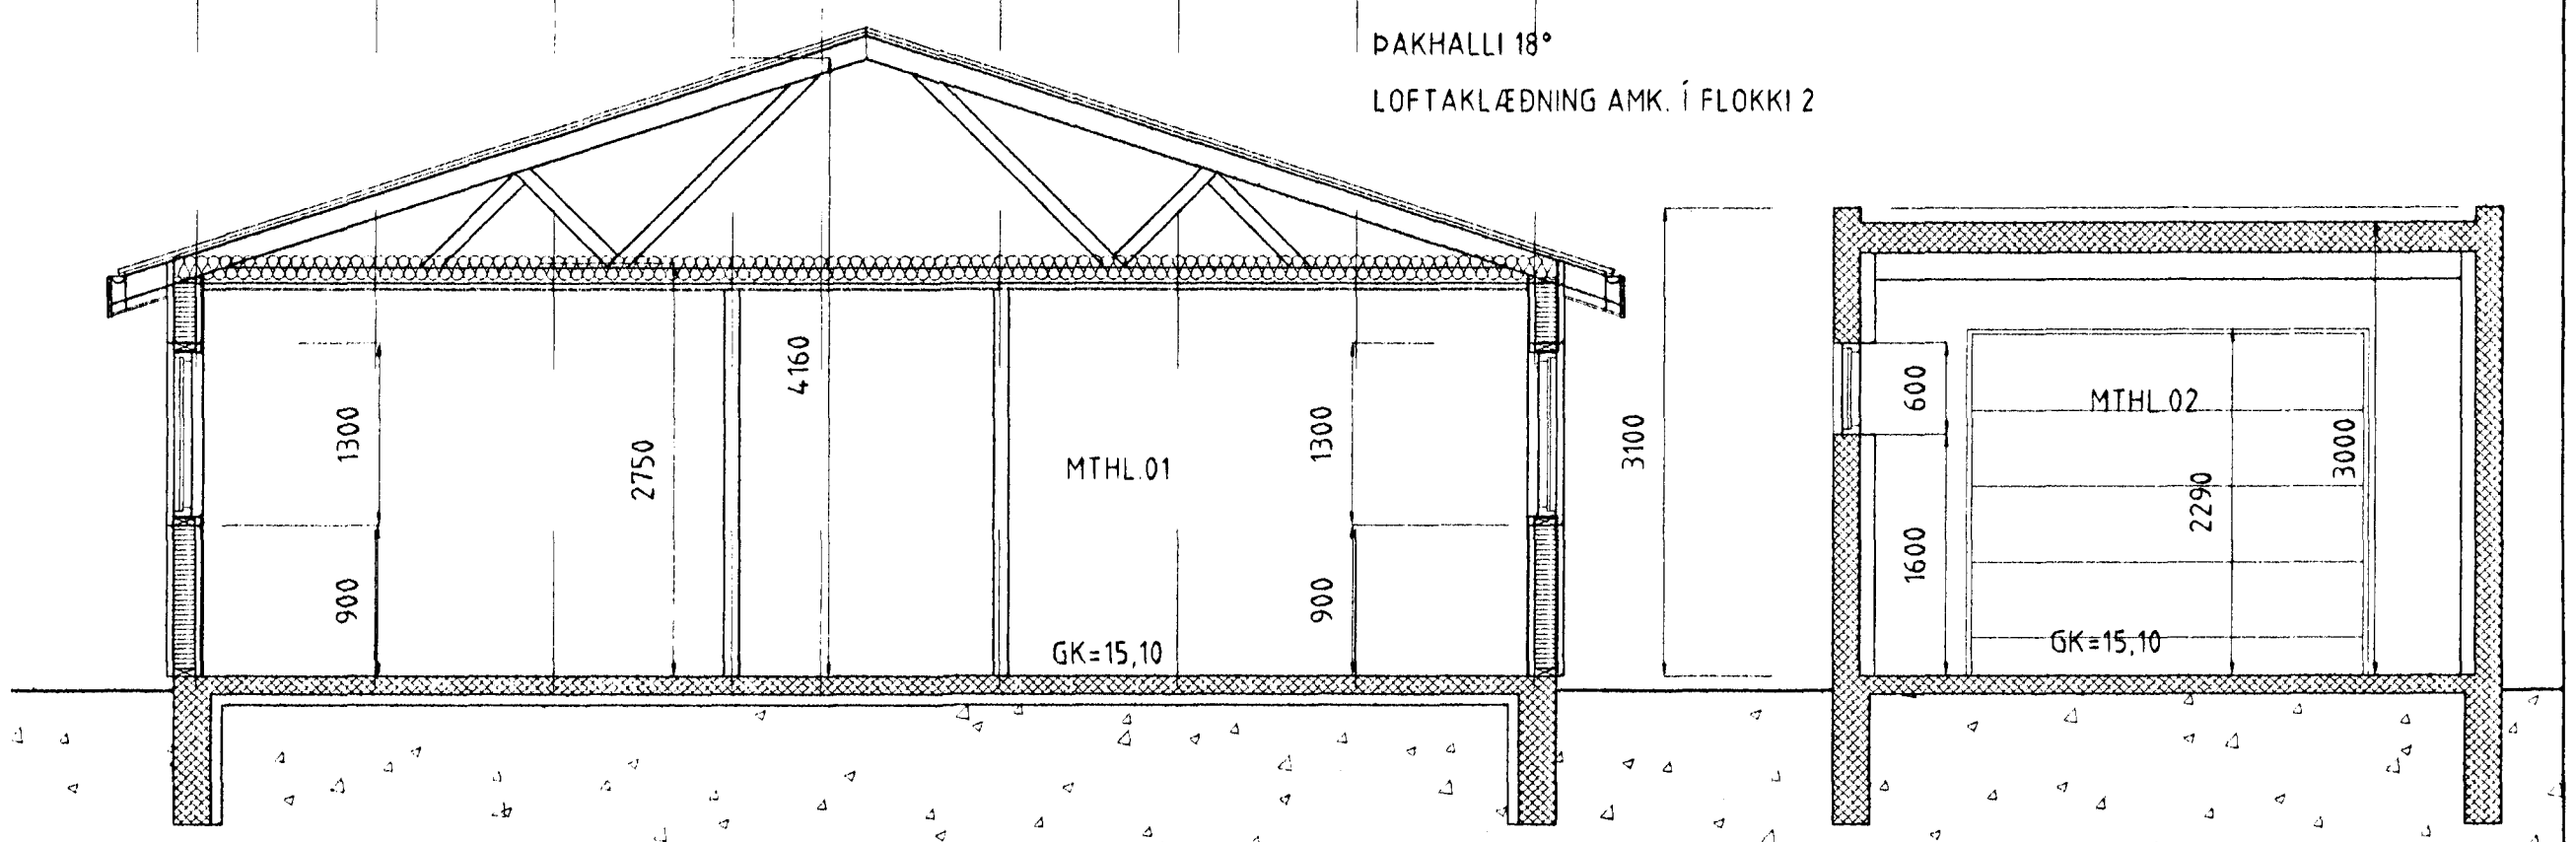 ÞAKHALLI 18°
LOFTAKLÆÐNING AMK. Í FLOKKI 2
4160
1300
2750
900
MTHL.01
GK=15,10
1300
900
3100
600
1600
MTHL.02
2290
3000
GK=15,10